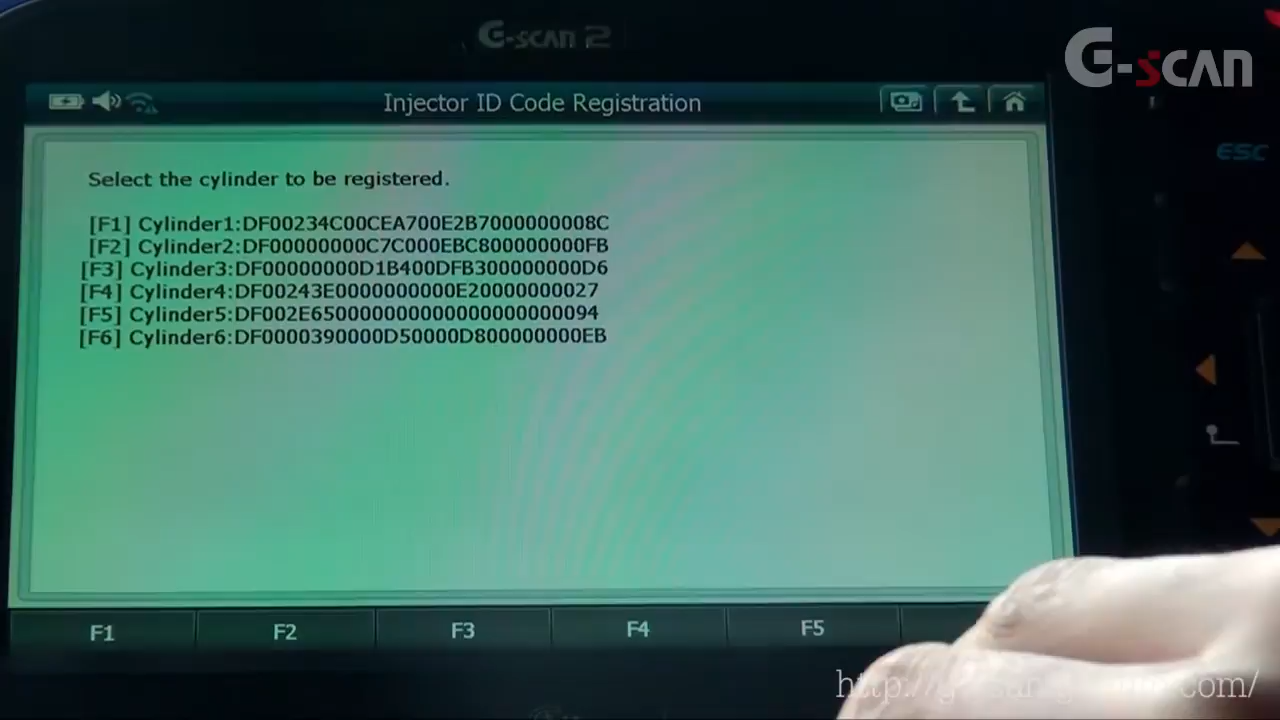 G-scan 2
G-scan
Injector ID Code Registration
ESC
Select the cylinder to be registered.
[F1] Cylinder1:DF00234C00CEA700E2B7000000008C
[F2] Cylinder2:DF00000000C7C000EBC800000000FB
[F3] Cylinder3:DF00000000D1B400DFB300000000D6
[F4] Cylinder4:DF00243E0000000000E20000000027
[F5] Cylinder5:DF002E650000000000000000000094
[F6] Cylinder6:DF0000390000D50000D800000000EB
F1 F2 F3 F4 F5